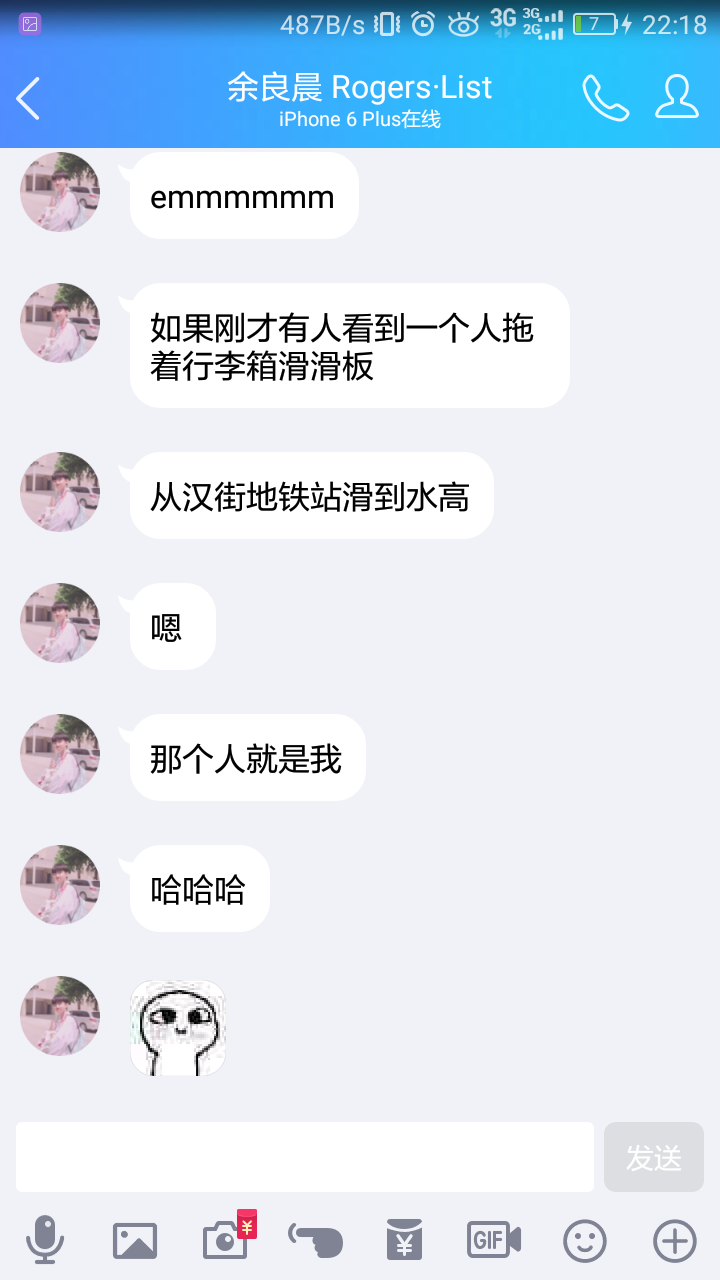 487B/s 3G 3G 2G 7 22:18
余良晨 Rogers·List
iPhone 6 Plus在线
emmmmmm
如果刚才有人看到一个人拖
着行李箱滑滑板
从汉街地铁站滑到水高
嗯
那个人就是我
哈哈哈
发送
¥ ¥ GIF